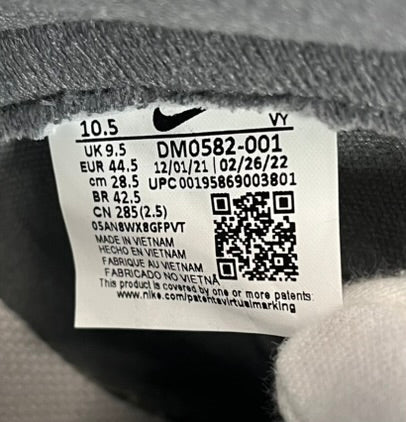 10.5 VY
UK 9.5 DM0582-001
EUR 44.5 12/01/21 | 02/26/22
cm 28.5 UPC 00195869003801
BR 42.5
CN 285(2.5)
05AN8WX8GFPVT
MADE IN VIETNAM
HECHO EN VIETNAM
FABRIQUE AU VIETNAM
FABRICADO NO VIETNA
This product is covered by one or more patents:
www.nike.com/patentsvirtualmarking